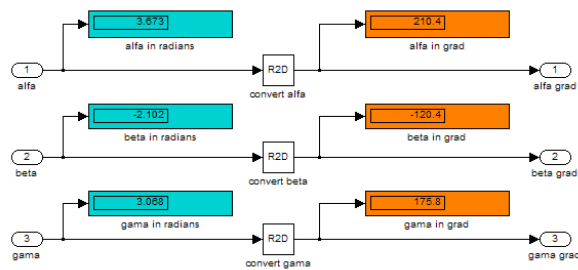 3.673
210.4
alfa in radians
alfa in grad
1
R2D
1
alfa
convert alfa
alfa grad
-2.102
-120.4
beta in radians
beta in grad
2
R2D
2
beta
convert beta
beta grad
3.068
175.8
gama in radians
gama in grad
3
R2D
3
gama
convert gama
gama grad